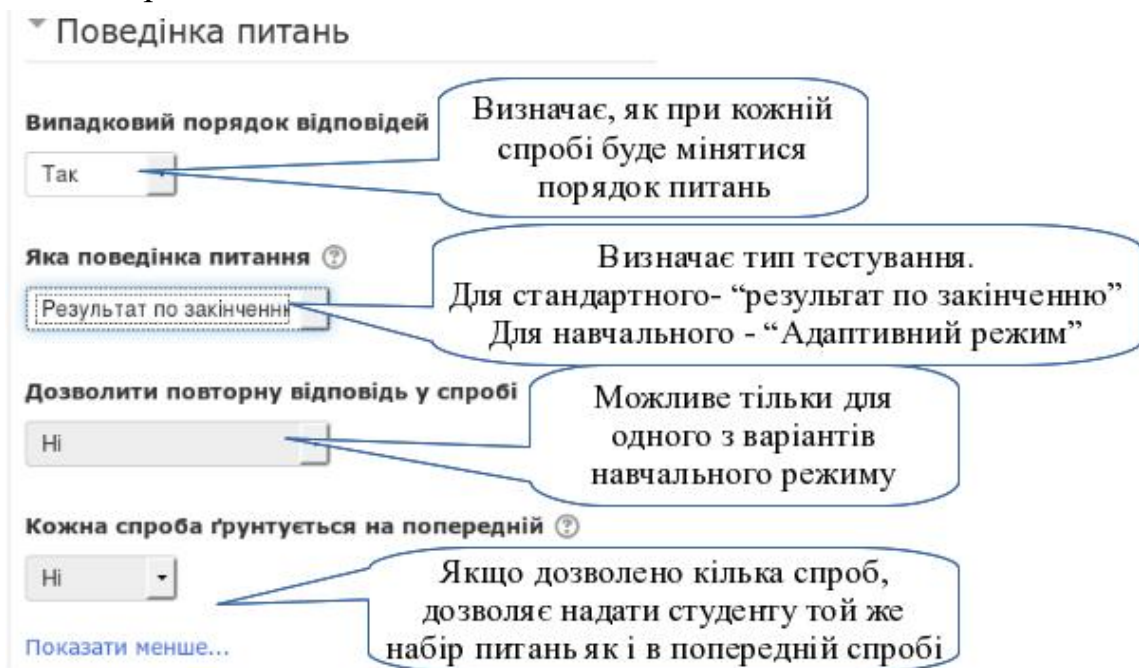 Поведінка питань
Випадковий порядок відповідей
Так
Визначає, як при кожній
спробі буде мінятися
порядок питань
Яка поведінка питання
Результат по закінченн
Визначає тип тестування.
Для стандартного- “результат по закінченню”
Для навчального - “Адаптивний режим”
Дозволити повторну відповідь у спробі
Ні
Можливе тільки для
одного з варіантів
навчального режиму
Кожна спроба ґрунтується на попередній
Ні
Якщо дозволено кілька спроб,
дозволяє надати студенту той же
набір питань як і в попередній спробі
Показати менше...